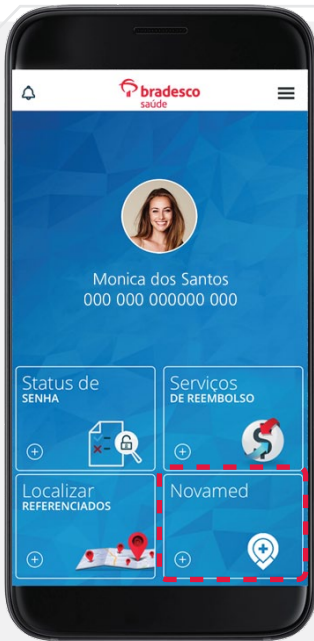 bradesco
saúde
Monica dos Santos
000 000 000000 000
Status de
SENHA
Serviços
DE REEMBOLSO
Localizar
REFERENCIADOS
Novamed